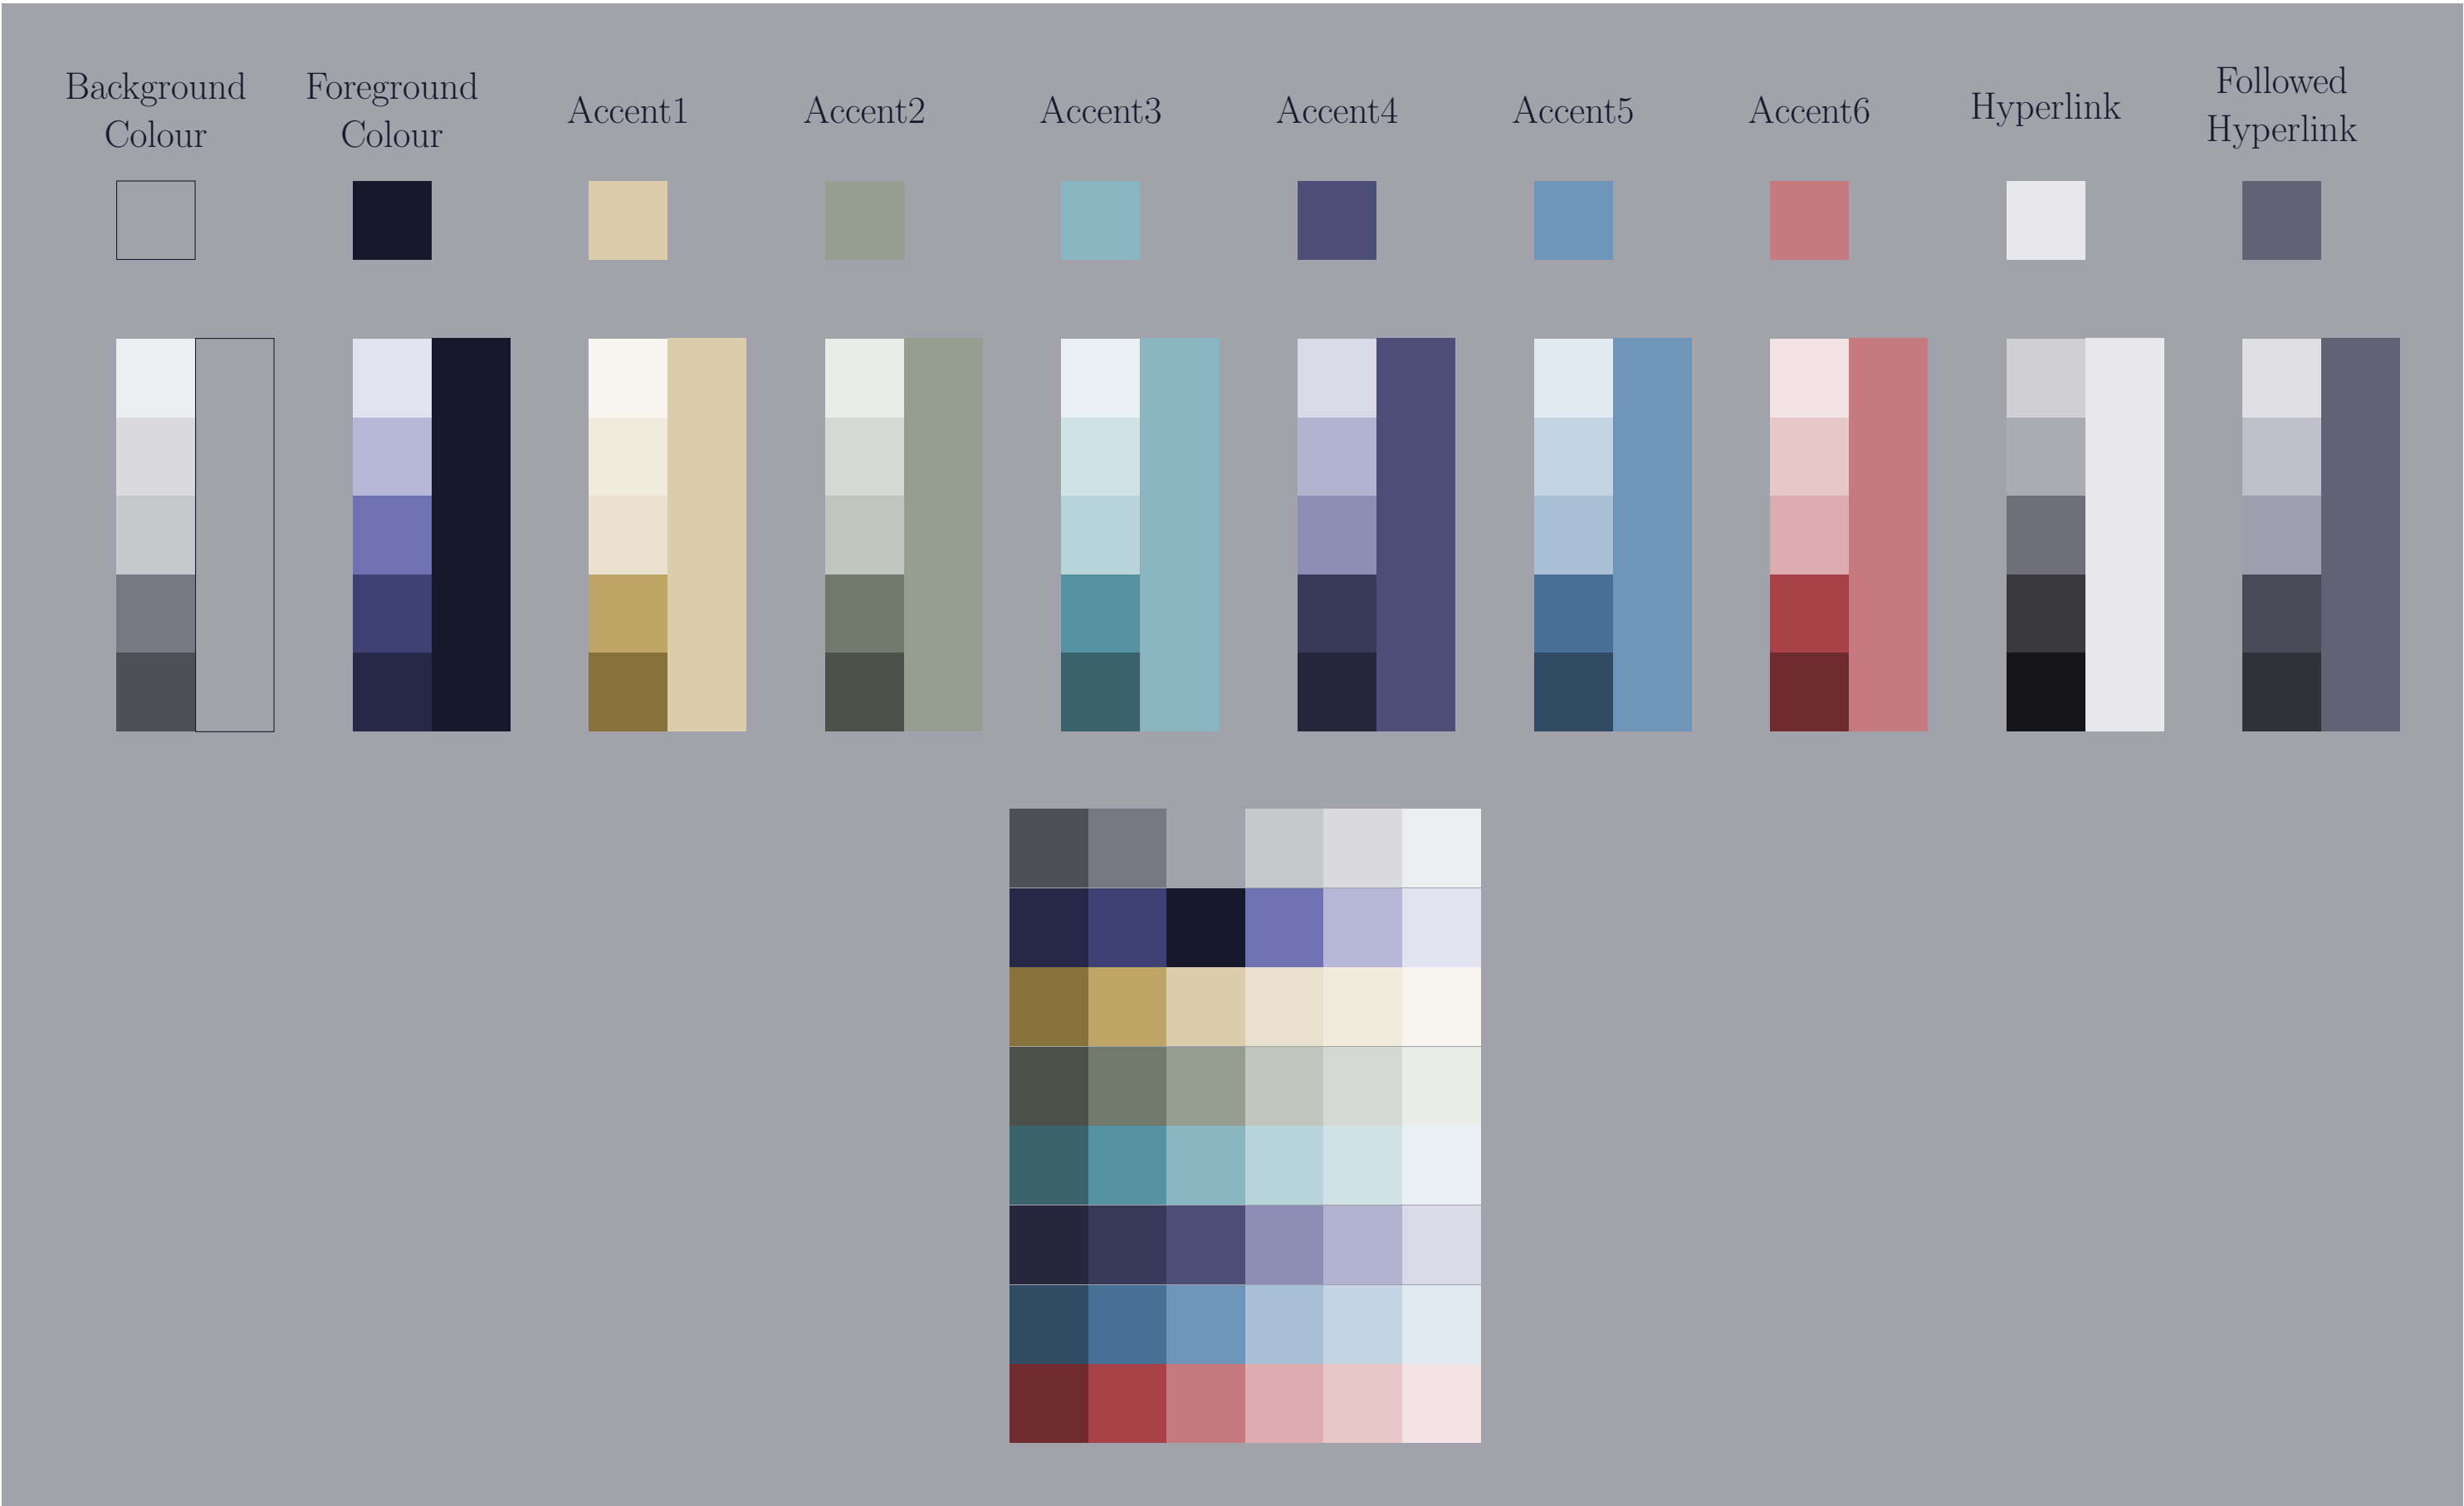 Background
Colour
Foreground
Colour
Accent1
Accent2
Accent3
Accent4
Accent5
Accent6
Hyperlink
Followed
Hyperlink